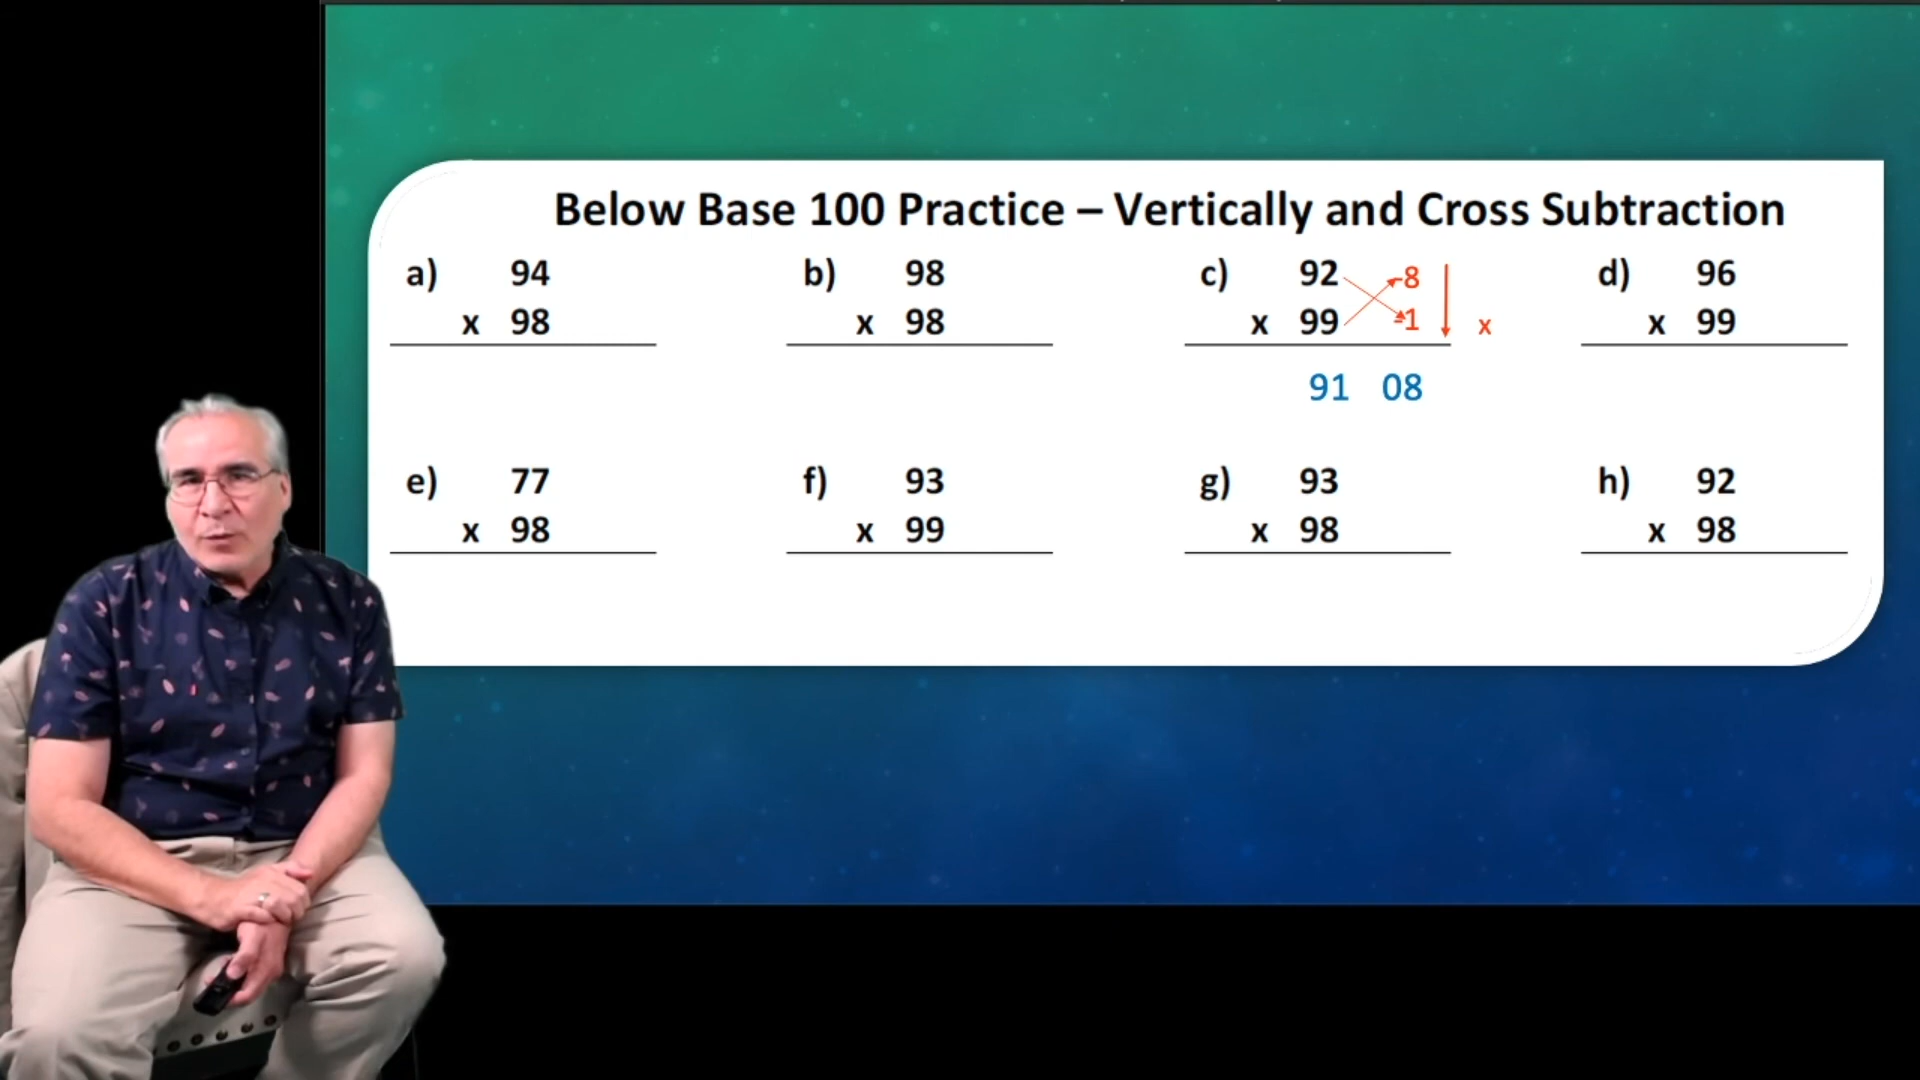 Below Base 100 Practice – Vertically and Cross Subtraction
a) 94 b) 98 c) 92 -8 d) 96
x 98 x 98 x 99 -1 x x 99
91 08
e) 77 f) 93 g) 93 h) 92
x 98 x 99 x 98 x 98